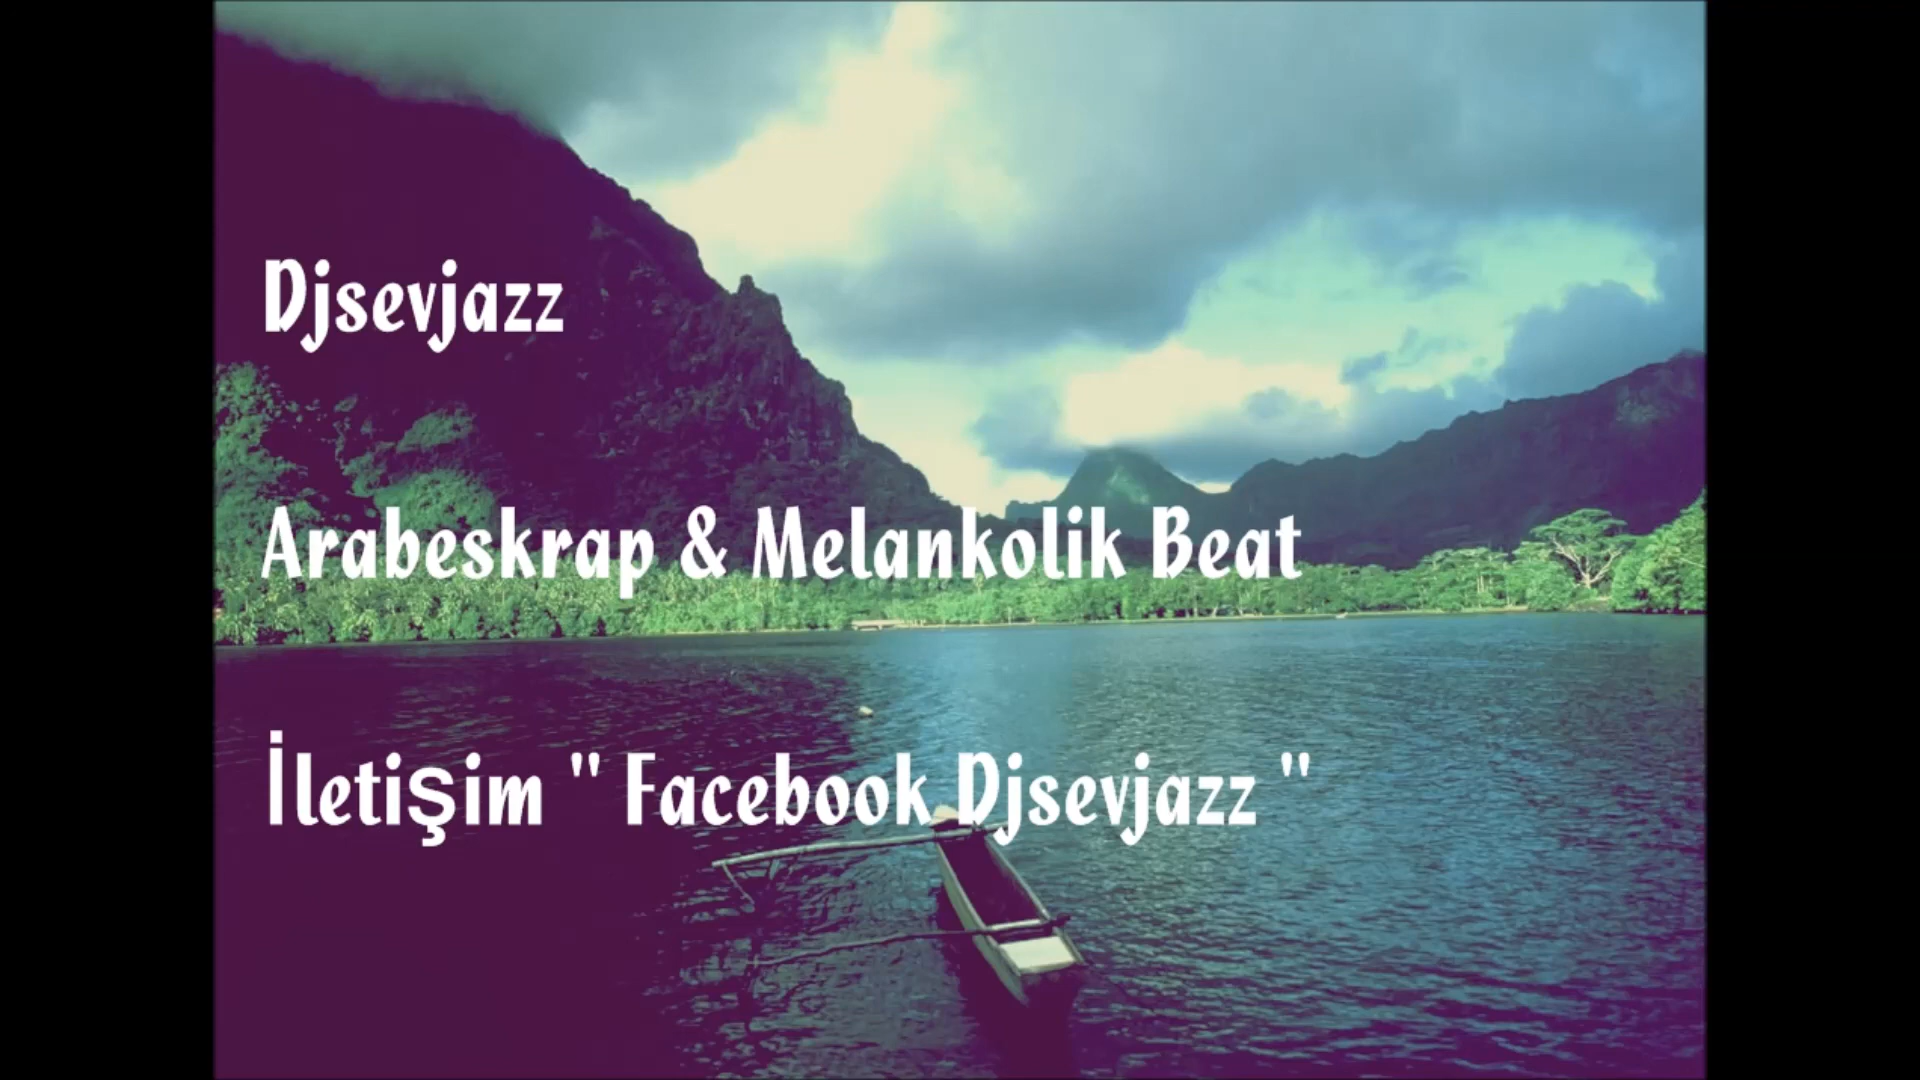 Djsevjazz
Arabeskrap & Melankolik Beat
İletişim " Facebook Djsevjazz "